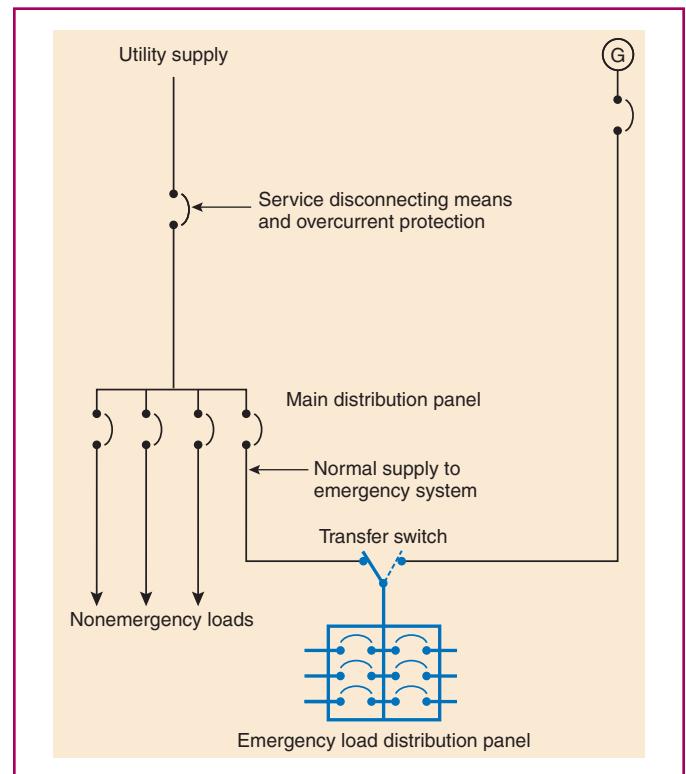 Utility supply
G
Service disconnecting means
and overcurrent protection
Main distribution panel
Normal supply to
emergency system
Transfer switch
Nonemergency loads
Emergency load distribution panel